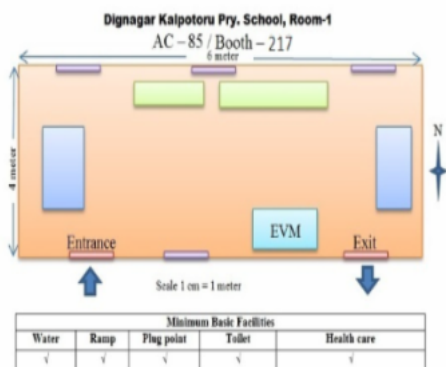 Dignagar Kalpotoru Pry. School, Room-1
AC – 85 / Booth – 217
6 meter
4 meter
N
EVM
Entrance
Exit
Scale 1 cm = 1 meter
Minimum Basic Facilities
Water Ramp Plug point Toilet Health care
√ √ √ √ √